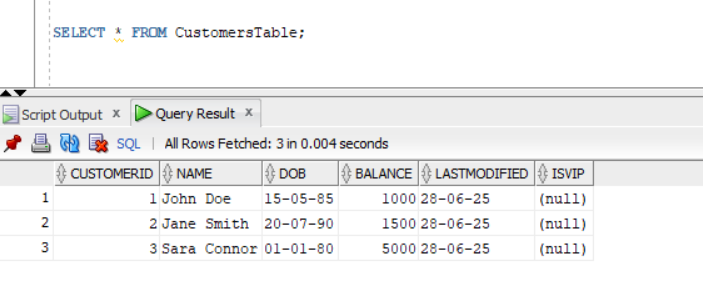 SELECT * FROM CustomersTable;
Script Output x Query Result x
SQL | All Rows Fetched: 3 in 0.004 seconds
CUSTOMERID NAME DOB BALANCE LASTMODIFIED ISVIP
1 1 John Doe 15-05-85 1000 28-06-25 (null)
2 2 Jane Smith 20-07-90 1500 28-06-25 (null)
3 3 Sara Connor 01-01-80 5000 28-06-25 (null)